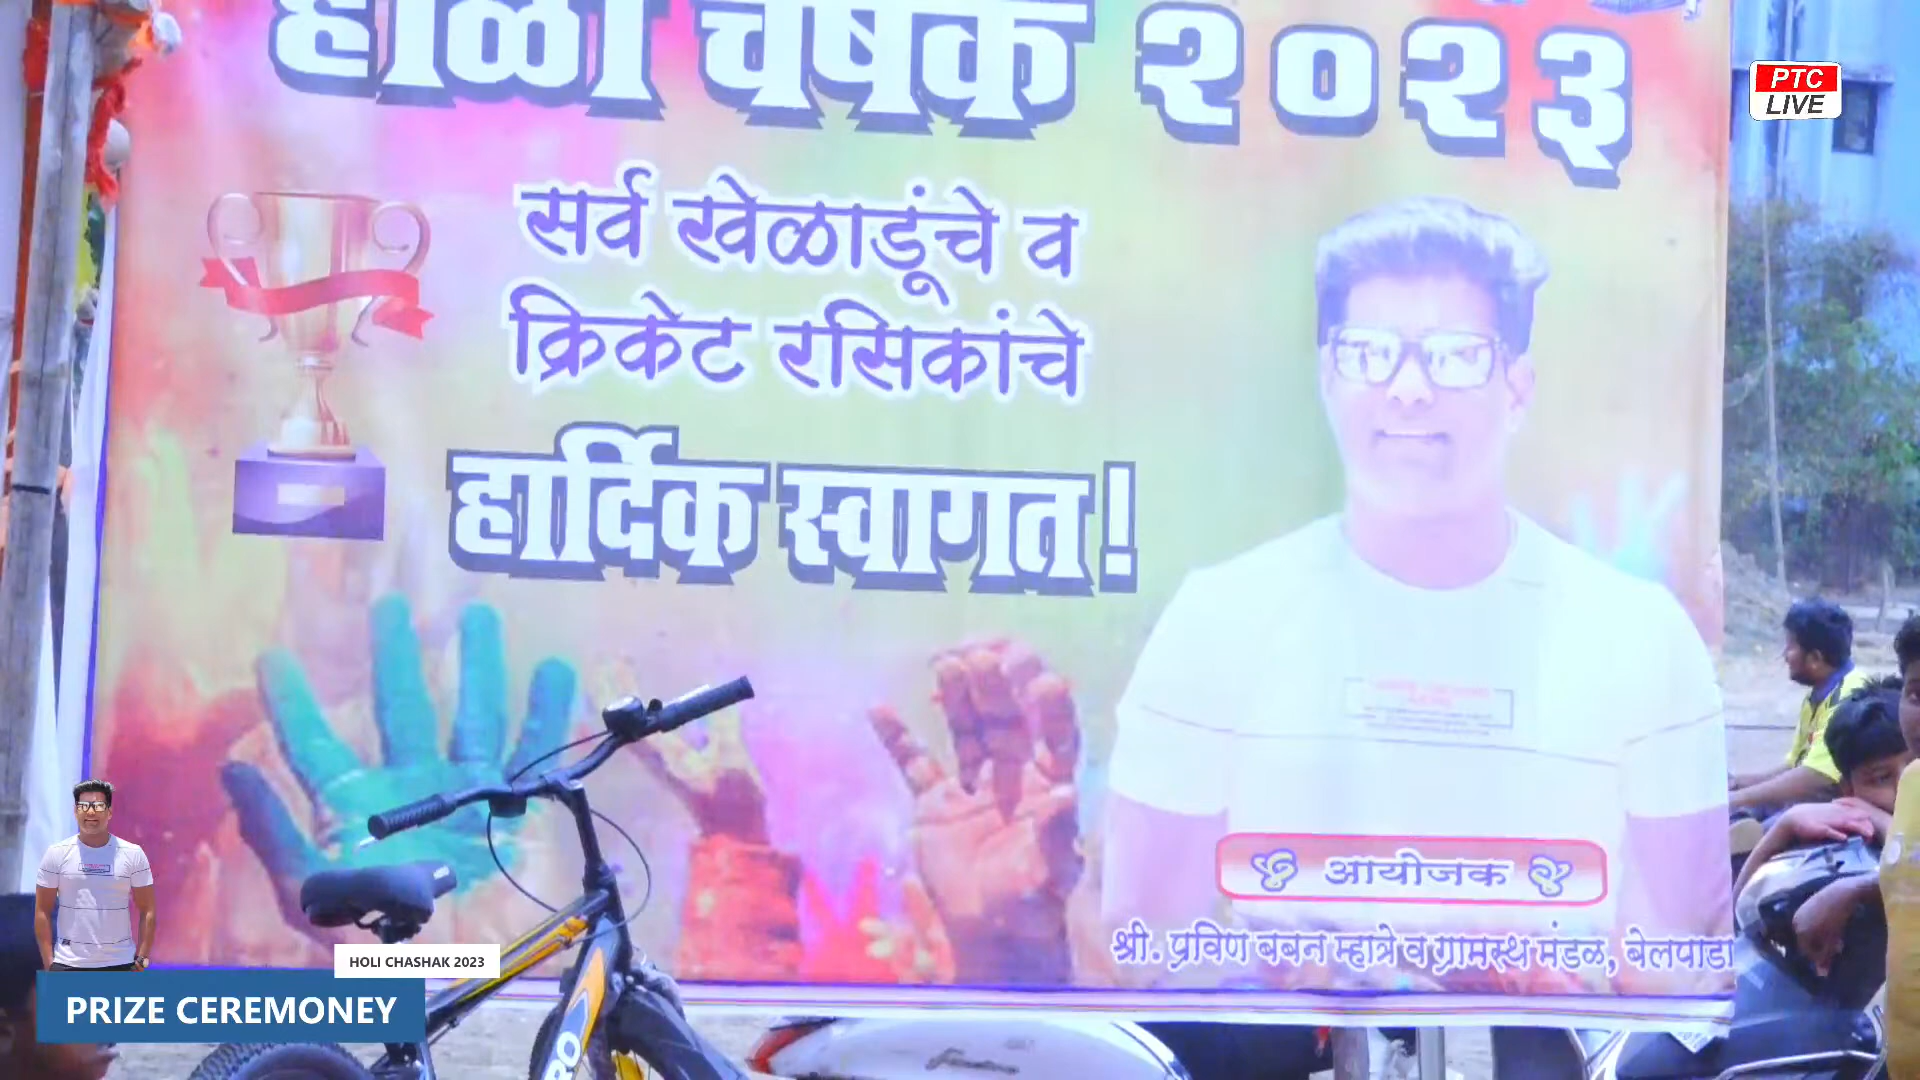 होळी चषक २०२३
PTC
LIVE
सर्व खेळाडूंचे व
क्रिकेट रसिकांचे
हार्दिक स्वागत!
आयोजक
श्री. प्रविण बबन म्हात्रे व ग्रामस्थ मंडळ, बेलपाडा
HOLI CHASHAK 2023
PRIZE CEREMONEY
RO